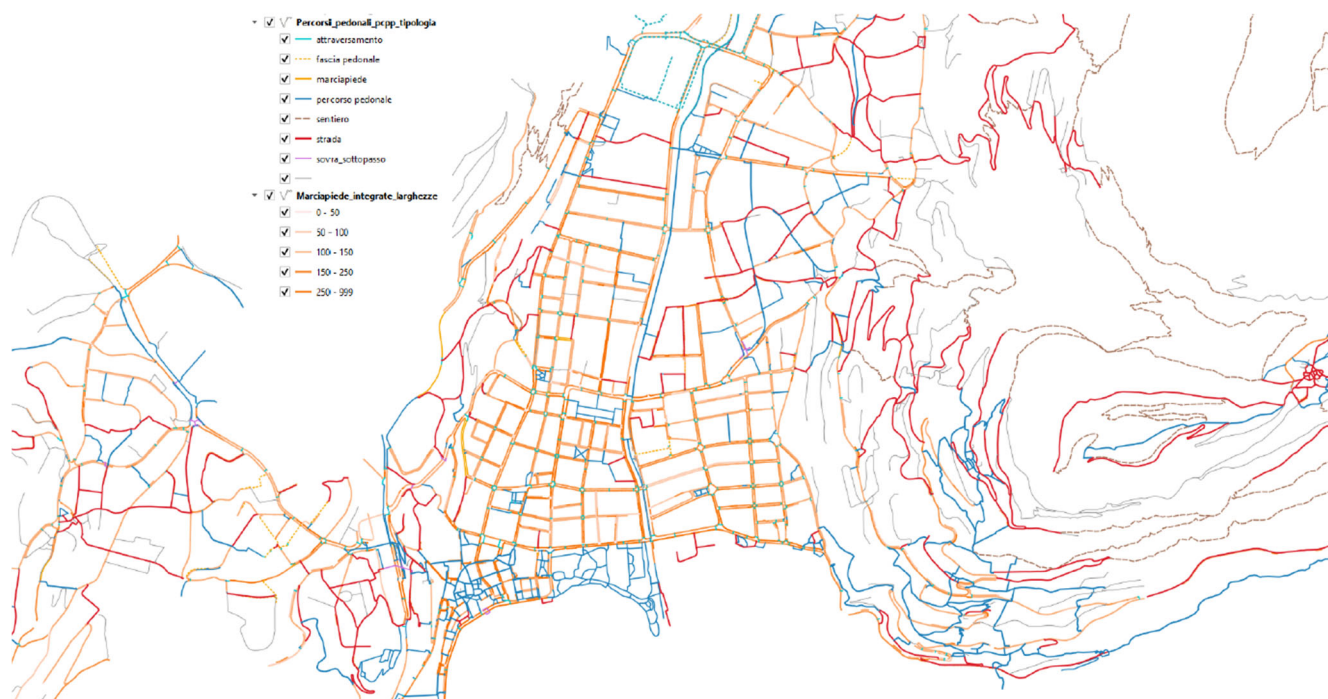 Percorsi_pedonali_pcpp_tipologia
attraversamento
fascia pedonale
marciapiede
percorso pedonale
sentiero
strada
sovra_sottopasso
Marciapiede_integrate_larghezze
0 - 50
50 - 100
100 - 150
150 - 250
250 - 999